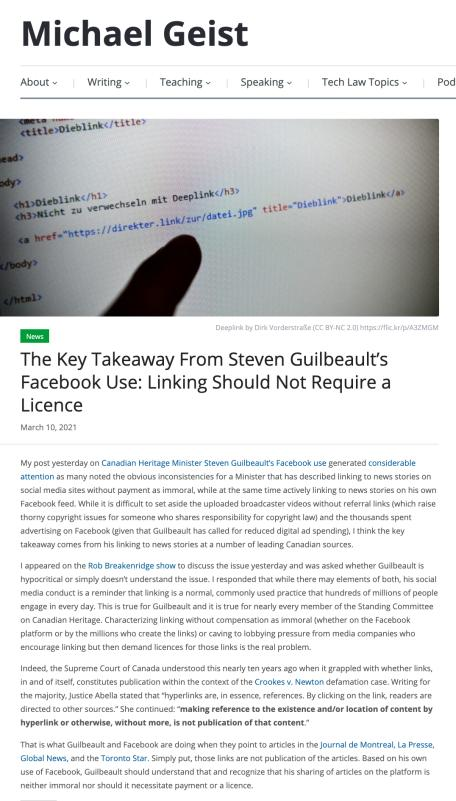 Michael Geist
About
Writing
Teaching
Speaking
Tech Law Topics
Pod
<title>Dieblink</title>
ead>
ody>
<h1>Dieblink</h1>
<h3>Nicht zu verwechseln mit Deeplink</h3>
<a href="https://direkter.link/zur/datei.jpg" title="Dieblink">Dieblink</a>
</body>
</html>
Deeplink by Dirk Vorderstraße (CC BY-NC 2.0) https://flic.kr/p/A3ZMGM
News
The Key Takeaway From Steven Guilbeault’s
Facebook Use: Linking Should Not Require a
Licence
March 10, 2021
My post yesterday on Canadian Heritage Minister Steven Guilbeault’s Facebook use generated considerable
attention as many noted the obvious inconsistencies for a Minister that has described linking to news stories on
social media sites without payment as immoral, while at the same time actively linking to news stories on his own
Facebook feed. While it is difficult to set aside the uploaded broadcaster videos without referral links (which raise
thorny copyright issues for someone who shares responsibility for copyright law) and the thousands spent
advertising on Facebook (given that Guilbeault has called for reduced digital ad spending), I think the key
takeaway comes from his linking to news stories at a number of leading Canadian sources.
I appeared on the Rob Breakenridge show to discuss the issue yesterday and was asked whether Guilbeault is
hypocritical or simply doesn’t understand the issue. I responded that while there may elements of both, his social
media conduct is a reminder that linking is a normal, commonly used practice that hundreds of millions of people
engage in every day. This is true for Guilbeault and it is true for nearly every member of the Standing Committee
on Canadian Heritage. Characterizing linking without compensation as immoral (whether on the Facebook
platform or by the millions who create the links) or caving to lobbying pressure from media companies who
encourage linking but then demand licences for those links is the real problem.
Indeed, the Supreme Court of Canada understood this nearly ten years ago when it grappled with whether links,
in and of itself, constitutes publication within the context of the Crookes v. Newton defamation case. Writing for
the majority, Justice Abella stated that “hyperlinks are, in essence, references. By clicking on the link, readers are
directed to other sources.” She continued: “making reference to the existence and/or location of content by
hyperlink or otherwise, without more, is not publication of that content.”
That is what Guilbeault and Facebook are doing when they point to articles in the Journal de Montreal, La Presse,
Global News, and the Toronto Star. Simply put, those links are not publication of the articles. Based on his own
use of Facebook, Guilbeault should understand that and recognize that his sharing of articles on the platform is
neither immoral nor should it necessitate payment or a licence.